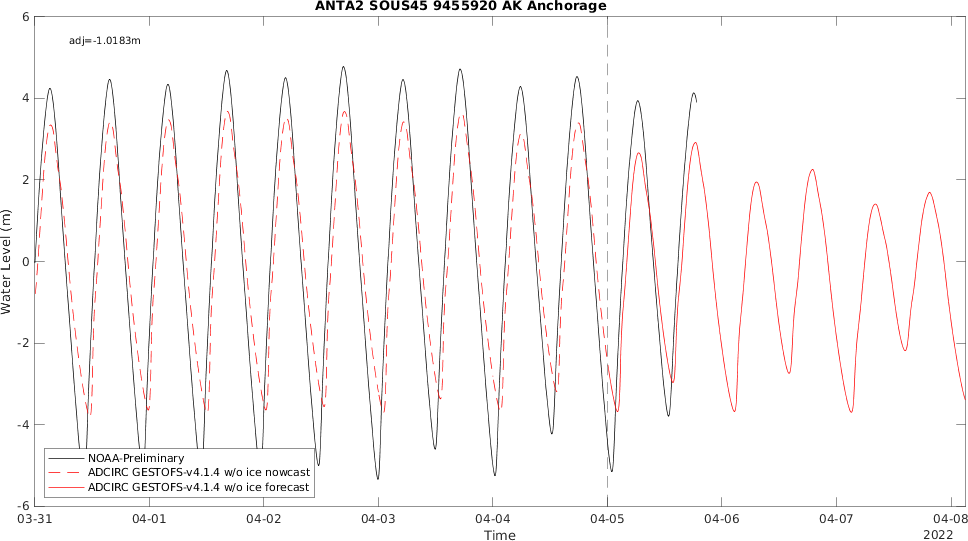 ANTA2 SOUS45 9455920 AK Anchorage
6
adj=-1.0183m
4
2
0
-2
-4
-6
Water Level (m)
NOAA-Preliminary
ADCIRC GESTOFS-v4.1.4 w/o ice nowcast
ADCIRC GESTOFS-v4.1.4 w/o ice forecast
03-31 04-01 04-02 04-03 04-04 04-05 04-06 04-07 04-08
Time
2022